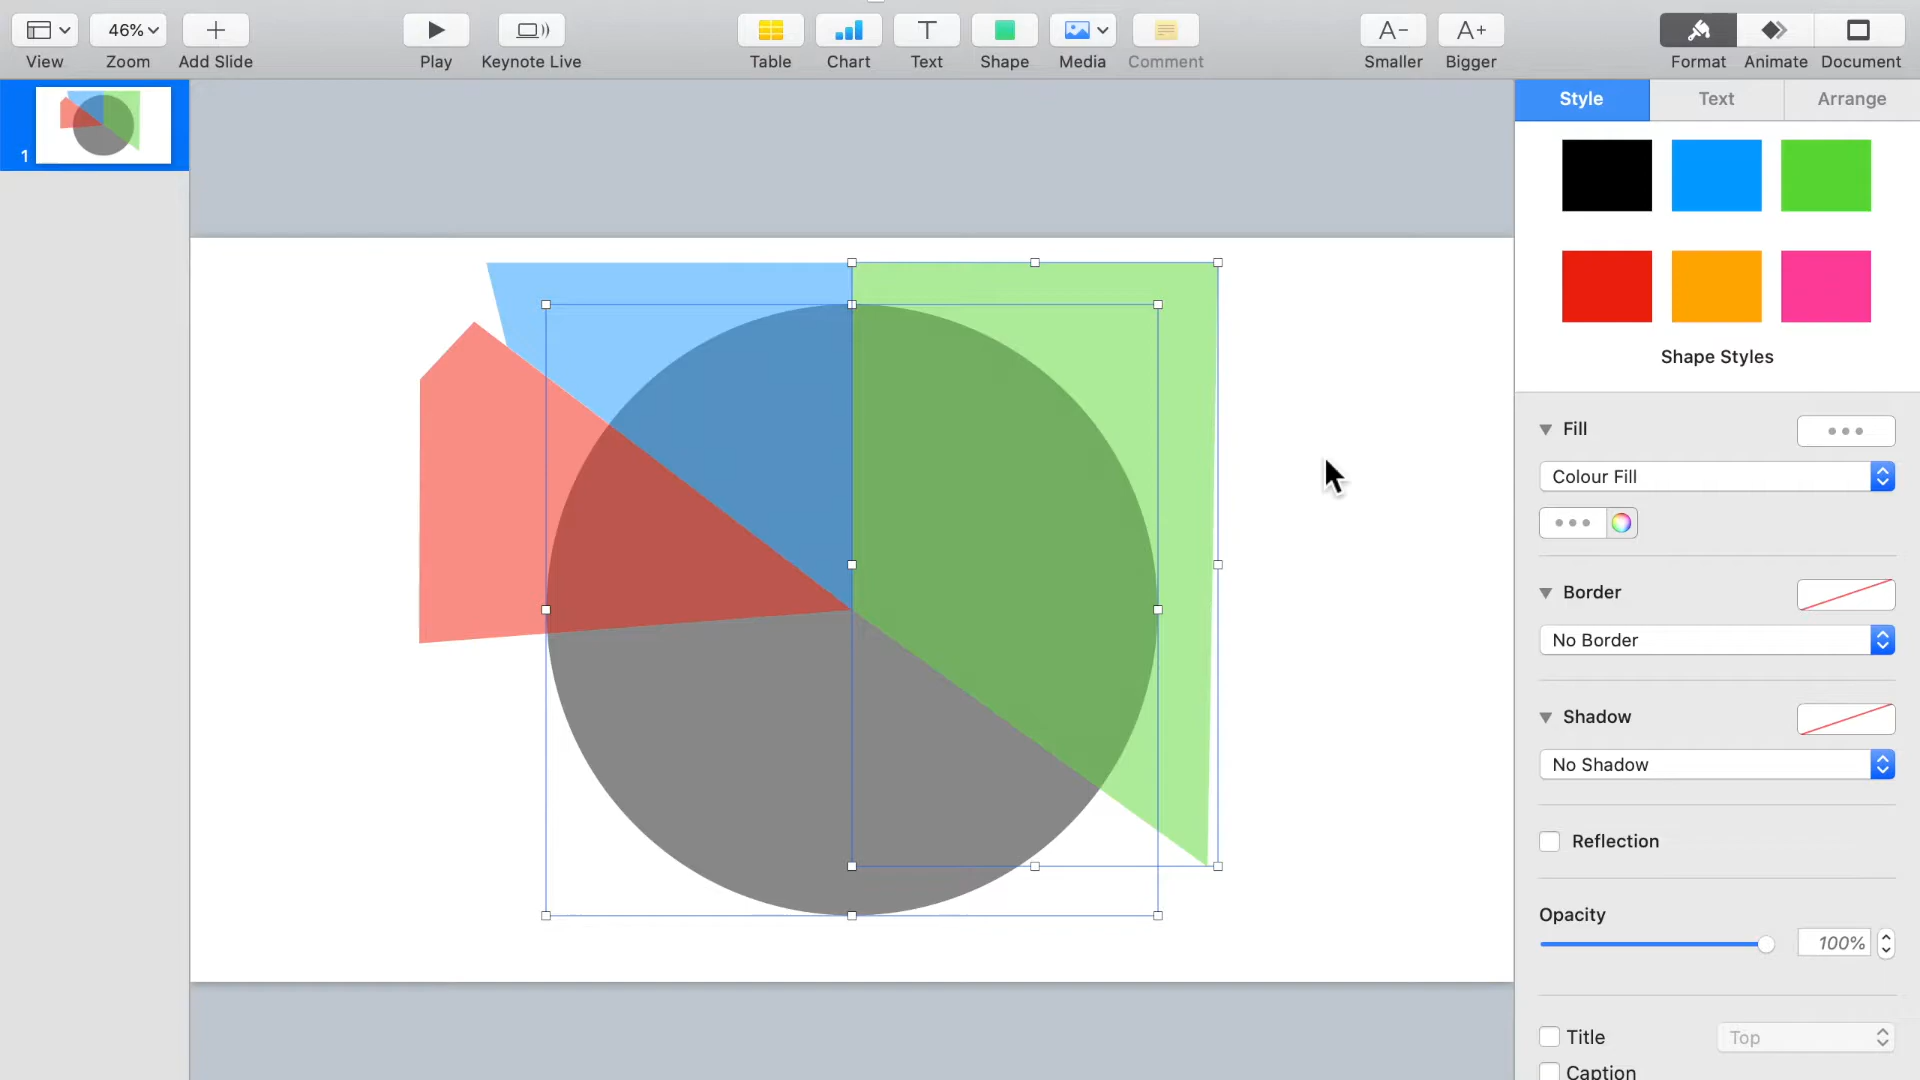 46%
View
Zoom
Add Slide
Play
Keynote Live
Table
Chart
T
Text
Shape
Media
Comment
A-
Smaller
A+
Bigger
Format
Animate
Document
Style
Text
Arrange
1
Shape Styles
Fill
Colour Fill
Border
No Border
Shadow
No Shadow
Reflection
Opacity
100%
Title
Top
Caption